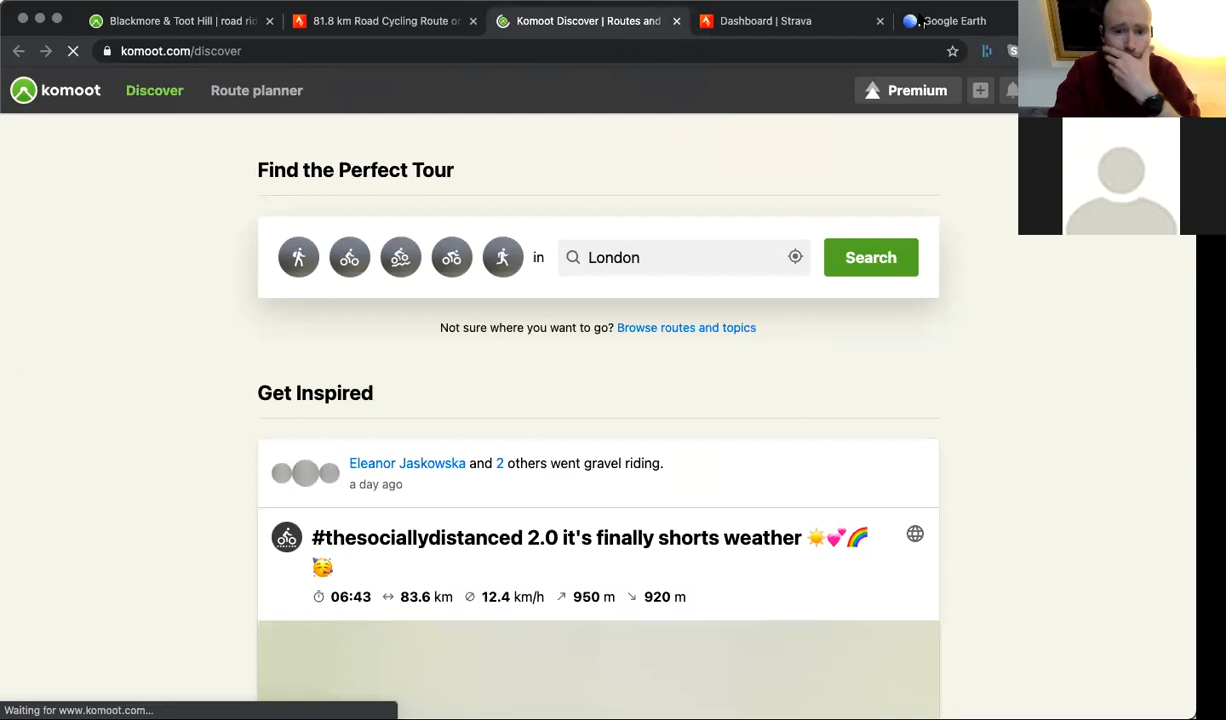 Blackmore & Toot Hill | road rid
81.8 km Road Cycling Route on
Komoot Discover | Routes and
Dashboard | Strava
Google Earth
komoot.com/discover
komoot
Discover
Route planner
Premium
Find the Perfect Tour
in
London
Search
Not sure where you want to go? Browse routes and topics
Get Inspired
Eleanor Jaskowska and 2 others went gravel riding.
a day ago
#thesociallydistanced 2.0 it's finally shorts weather ☀️💕🌈
🥳
06:43 ↔ 83.6 km ⌀ 12.4 km/h ↗ 950 m ↘ 920 m
Waiting for www.komoot.com...